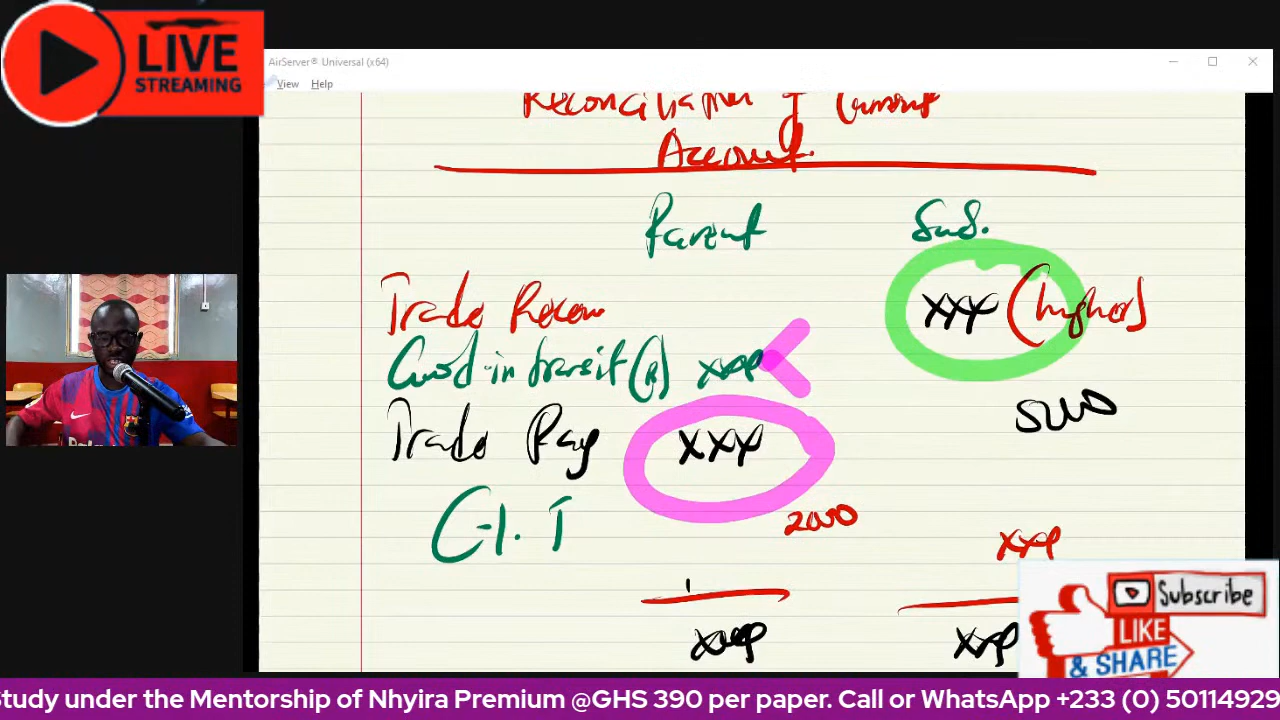 LIVE
STREAMING
AirServer® Universal (x64)
View Help
Reconciliation of Current
Account.
Parent Sub.
Trade Receiv xxx (higher)
Good in transit (R) xxx
5000
Trade Pay xxx
2000
C.I.T xxx
xxx xxx
Subscribe
LIKE
& SHARE
Study under the Mentorship of Nhyira Premium @GHS 390 per paper. Call or WhatsApp +233 (0) 50114929